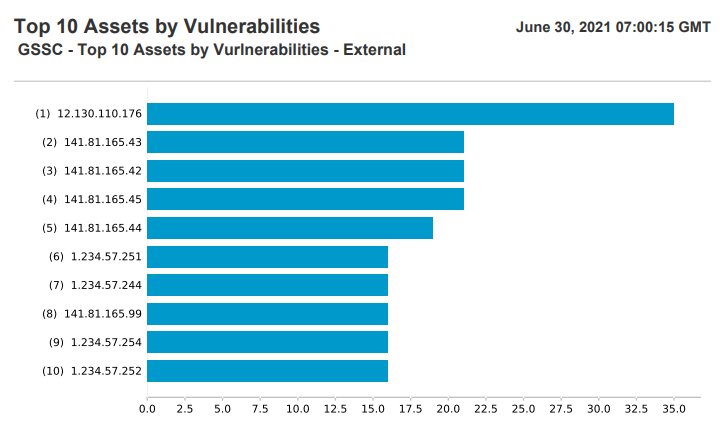 Top 10 Assets by Vulnerabilities
June 30, 2021 07:00:15 GMT
GSSC - Top 10 Assets by Vurlnerabilities - External
(1) 12.130.110.176
(2) 141.81.165.43
(3) 141.81.165.42
(4) 141.81.165.45
(5) 141.81.165.44
(6) 1.234.57.251
(7) 1.234.57.244
(8) 141.81.165.99
(9) 1.234.57.254
(10) 1.234.57.252
0.0 2.5 5.0 7.5 10.0 12.5 15.0 17.5 20.0 22.5 25.0 27.5 30.0 32.5 35.0